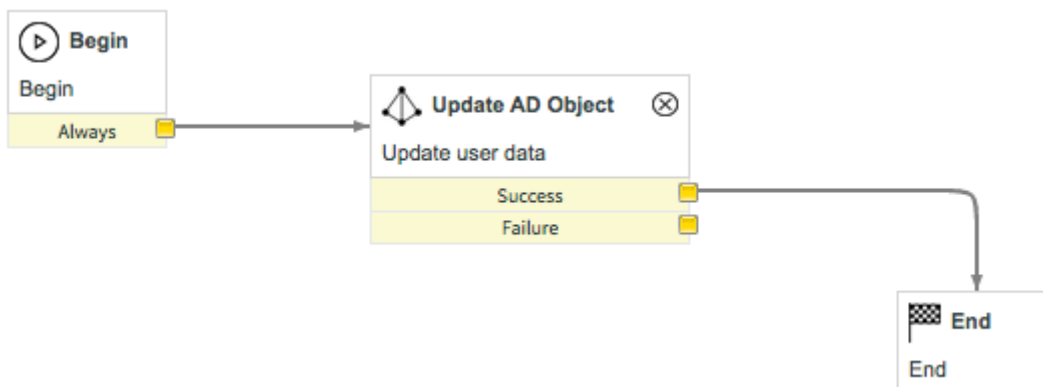 Begin
Begin
Always
Update AD Object
Update user data
Success
Failure
End
End